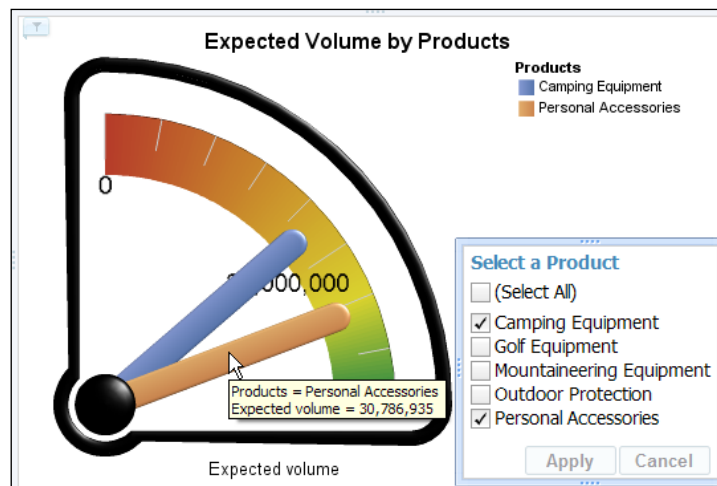 Expected Volume by Products
Products
Camping Equipment
Personal Accessories
0
000,000
Select a Product
(Select All)
Camping Equipment
Golf Equipment
Mountaineering Equipment
Outdoor Protection
Personal Accessories
Apply Cancel
Products = Personal Accessories
Expected volume = 30,786,935
Expected volume